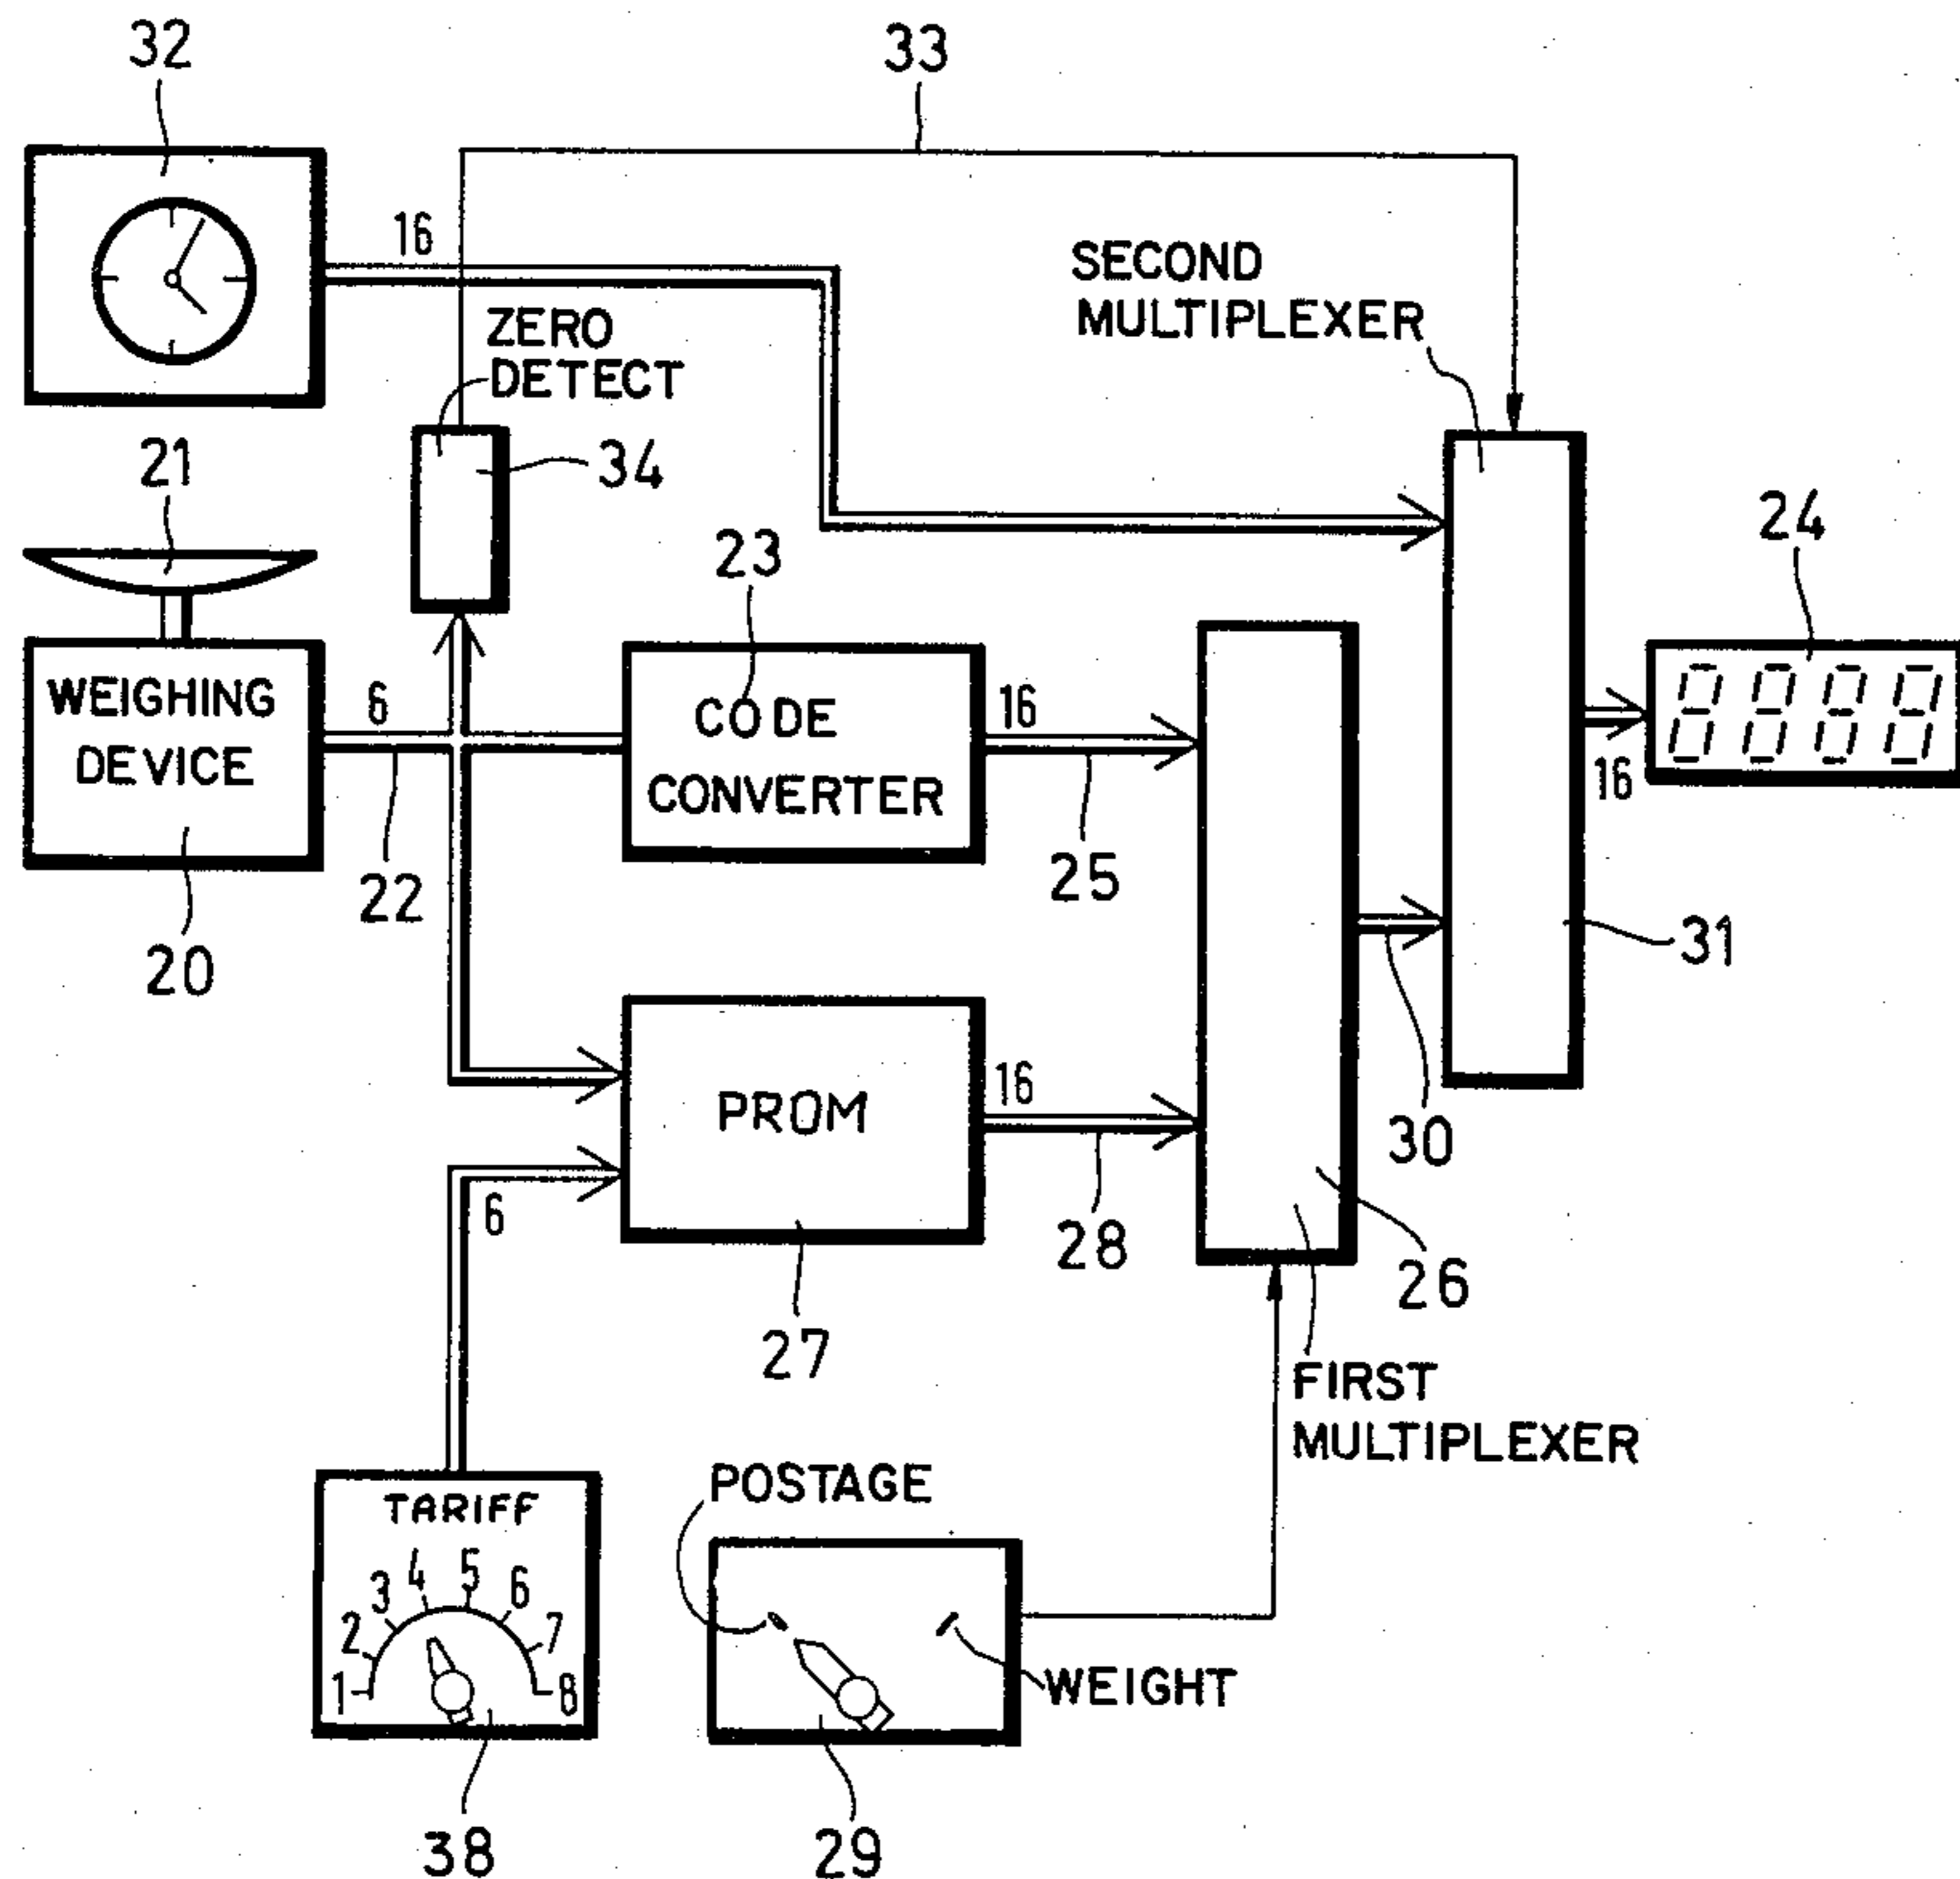 32
33
16
SECOND
MULTIPLEXER
ZERO
DETECT
21
34
24
23
WEIGHING
DEVICE
6
CODE
CONVERTER
16
16
22
25
20
31
PROM
16
30
6
28
26
27
FIRST
MULTIPLEXER
POSTAGE
TARIFF
1 2 3 4 5 6 7 8
WEIGHT
38
29